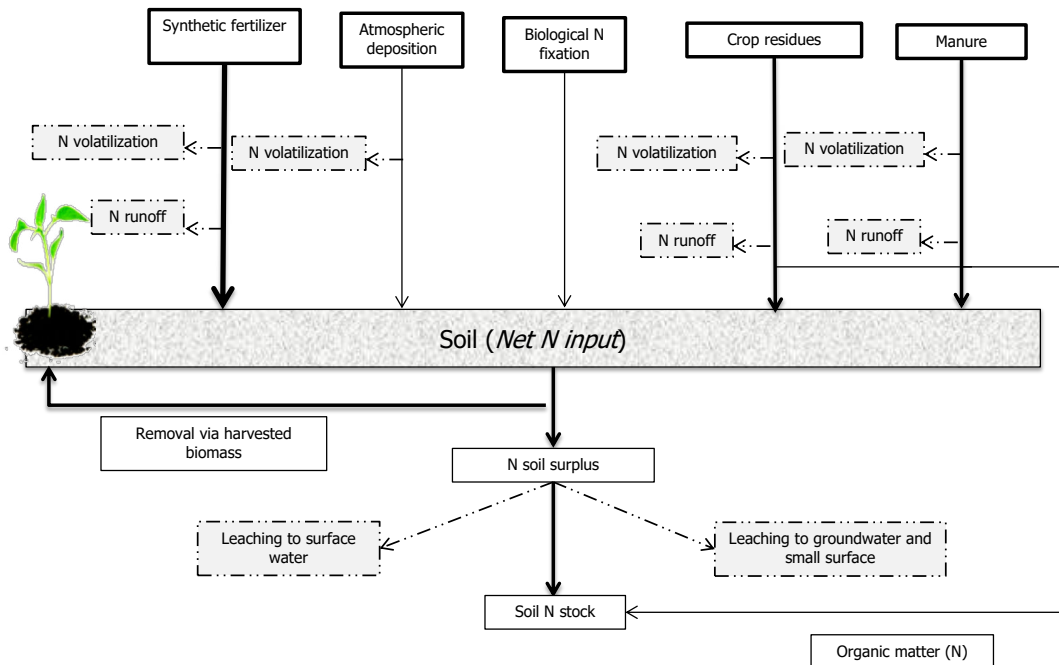 Synthetic fertilizer
Atmospheric
deposition
Biological N
fixation
Crop residues
Manure
N volatilization
N volatilization
N volatilization
N volatilization
N runoff
N runoff
N runoff
Soil (Net N input)
Removal via harvested
biomass
N soil surplus
Leaching to surface
water
Leaching to groundwater and
small surface
Soil N stock
Organic matter (N)